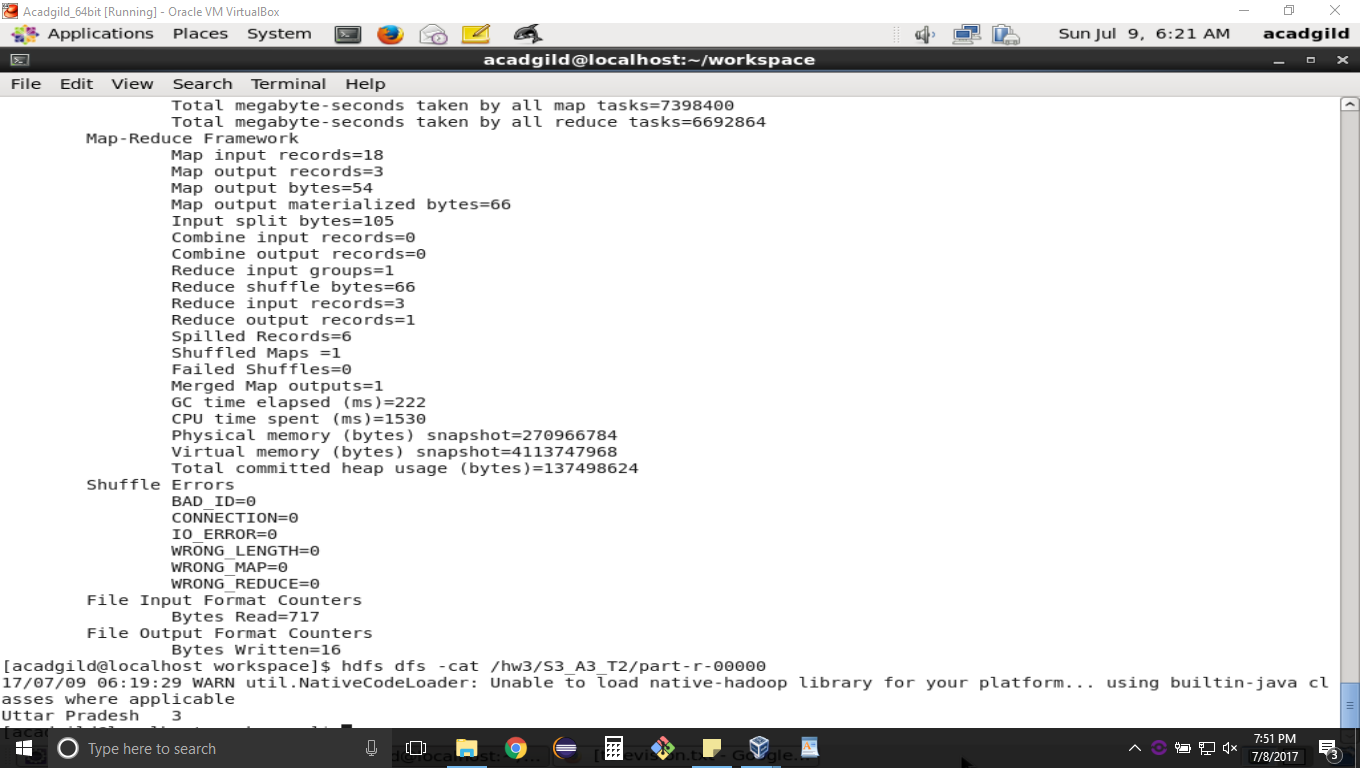 Acadgild_64bit [Running] - Oracle VM VirtualBox
Applications Places System Sun Jul 9, 6:21 AM acadgild
acadgild@localhost:~/workspace
File Edit View Search Terminal Help
Total megabyte-seconds taken by all map tasks=7398400
Total megabyte-seconds taken by all reduce tasks=6692864
Map-Reduce Framework
Map input records=18
Map output records=3
Map output bytes=54
Map output materialized bytes=66
Input split bytes=105
Combine input records=0
Combine output records=0
Reduce input groups=1
Reduce shuffle bytes=66
Reduce input records=3
Reduce output records=1
Spilled Records=6
Shuffled Maps =1
Failed Shuffles=0
Merged Map outputs=1
GC time elapsed (ms)=222
CPU time spent (ms)=1530
Physical memory (bytes) snapshot=270966784
Virtual memory (bytes) snapshot=4113747968
Total committed heap usage (bytes)=137498624
Shuffle Errors
BAD_ID=0
CONNECTION=0
IO_ERROR=0
WRONG_LENGTH=0
WRONG_MAP=0
WRONG_REDUCE=0
File Input Format Counters
Bytes Read=717
File Output Format Counters
Bytes Written=16
[acadgild@localhost workspace]$ hdfs dfs -cat /hw3/S3_A3_T2/part-r-00000
17/07/09 06:19:29 WARN util.NativeCodeLoader: Unable to load native-hadoop library for your platform... using builtin-java cl
asses where applicable
Uttar Pradesh 3
Type here to search
7:51 PM
7/8/2017
3